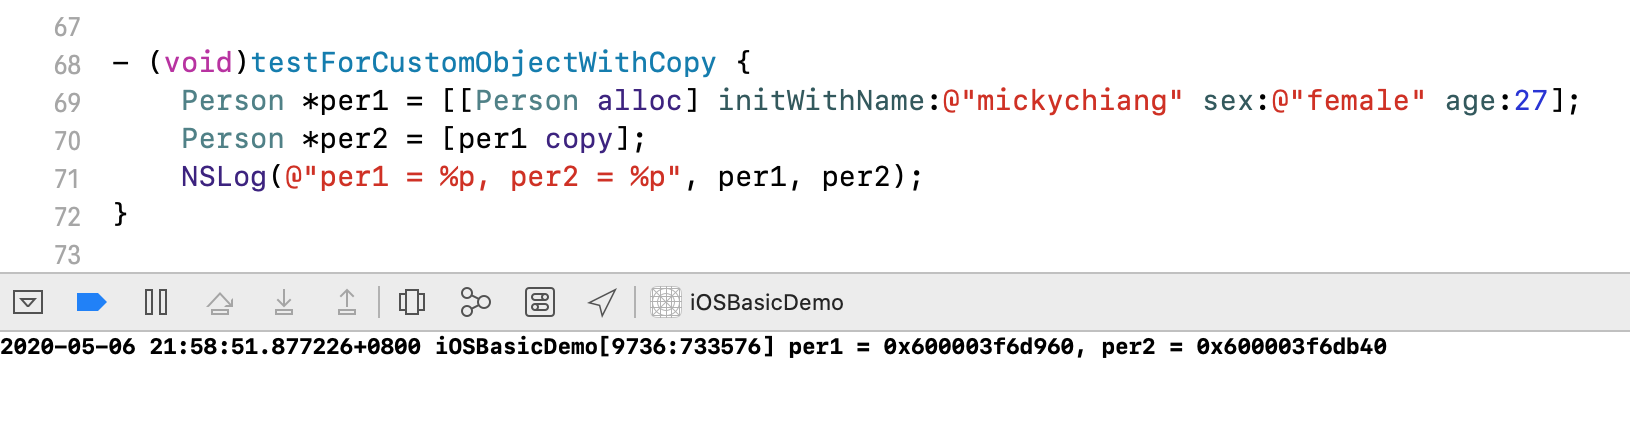 67
68 - (void)testForCustomObjectWithCopy {
69 Person *per1 = [[Person alloc] initWithName:@"mickychiang" sex:@"female" age:27];
70 Person *per2 = [per1 copy];
71 NSLog(@"per1 = %p, per2 = %p", per1, per2);
72 }
73
iOSBasicDemo
2020-05-06 21:58:51.877226+0800 iOSBasicDemo[9736:733576] per1 = 0x600003f6d960, per2 = 0x600003f6db40